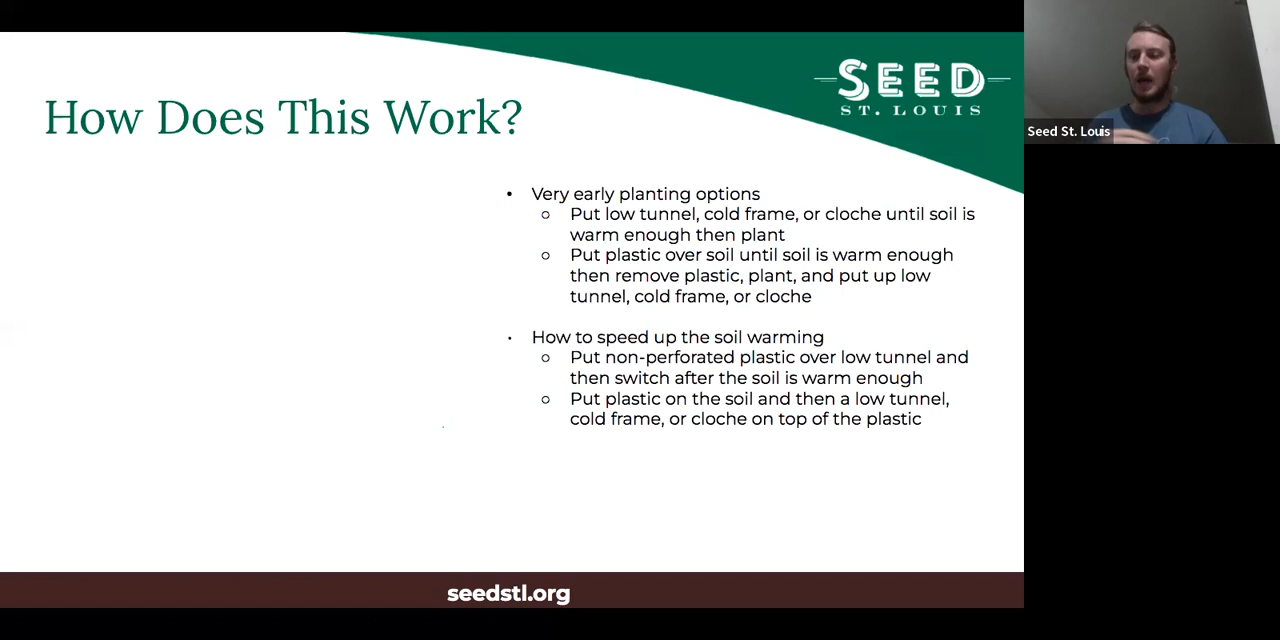 How Does This Work?
SEED
ST. LOUIS
Seed St. Louis
• Very early planting options
○ Put low tunnel, cold frame, or cloche until soil is
warm enough then plant
○ Put plastic over soil until soil is warm enough
then remove plastic, plant, and put up low
tunnel, cold frame, or cloche
· How to speed up the soil warming
○ Put non-perforated plastic over low tunnel and
then switch after the soil is warm enough
○ Put plastic on the soil and then a low tunnel,
cold frame, or cloche on top of the plastic
seedstl.org